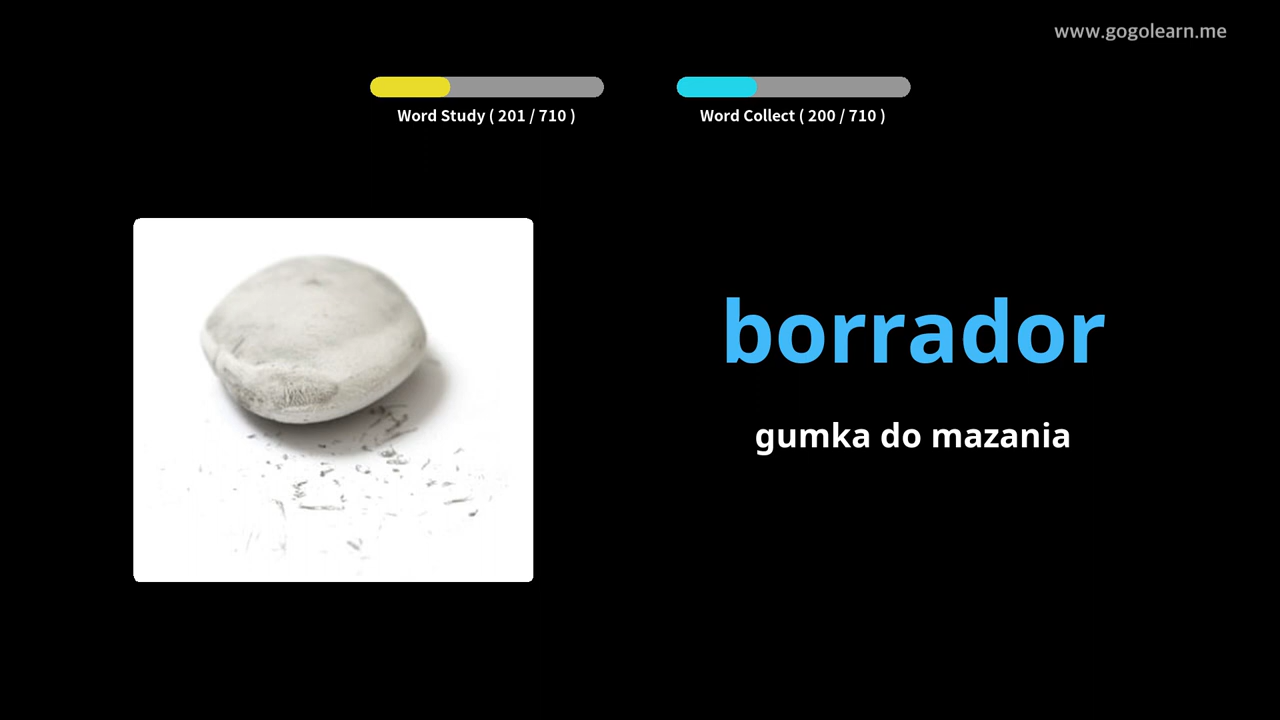 www.gogolearn.me
Word Study ( 201 / 710 )
Word Collect ( 200 / 710 )
borrador
gumka do mazania